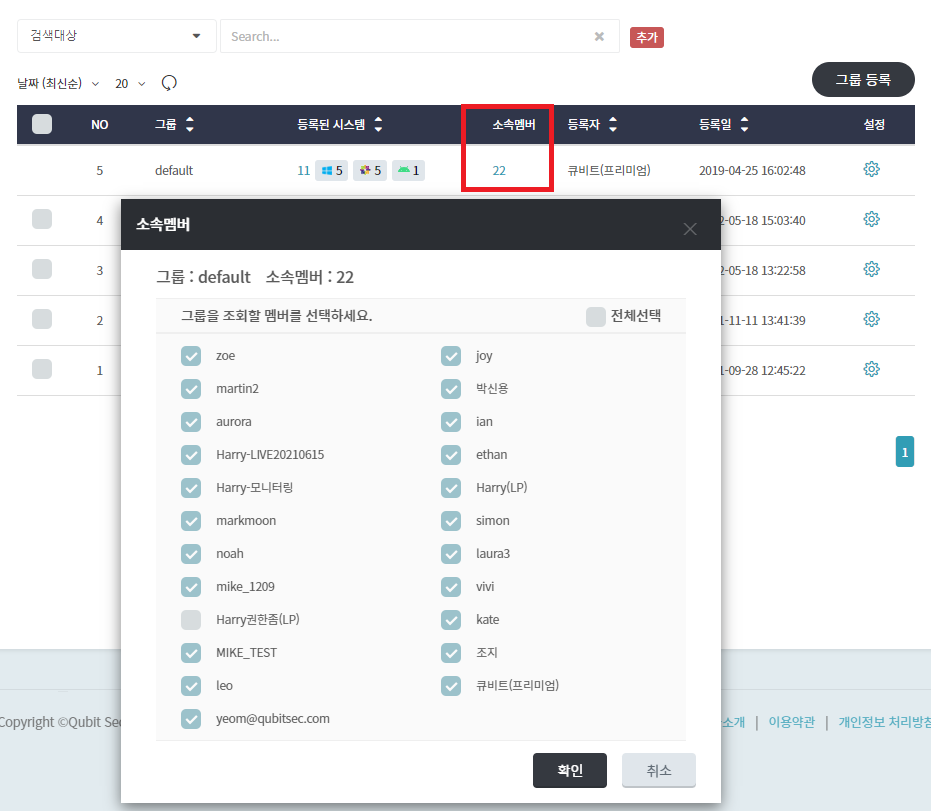 검색대상 Search... 추가
날짜 (최신순) 20 그룹 등록
NO 그룹 등록된 시스템 소속멤버 등록자 등록일 설정
5 default 11 5 5 1 22 큐비트(프리미엄) 2019-04-25 16:02:48
4 2-05-18 15:03:40
3 2-05-18 13:22:58
2 1-11-11 13:41:39
1 1-09-28 12:45:22
1
소속멤버
그룹 : default 소속멤버 : 22
그룹을 조회할 멤버를 선택하세요. 전체선택
zoe joy
martin2 박신용
aurora ian
Harry-LIVE20210615 ethan
Harry-모니터링 Harry(LP)
markmoon simon
noah laura3
mike_1209 vivi
Harry권한좀(LP) kate
MIKE_TEST 조지
leo 큐비트(프리미엄)
yeom@qubitsec.com
확인 취소
Copyright ©Qubit Sec 소개 | 이용약관 | 개인정보 처리방침